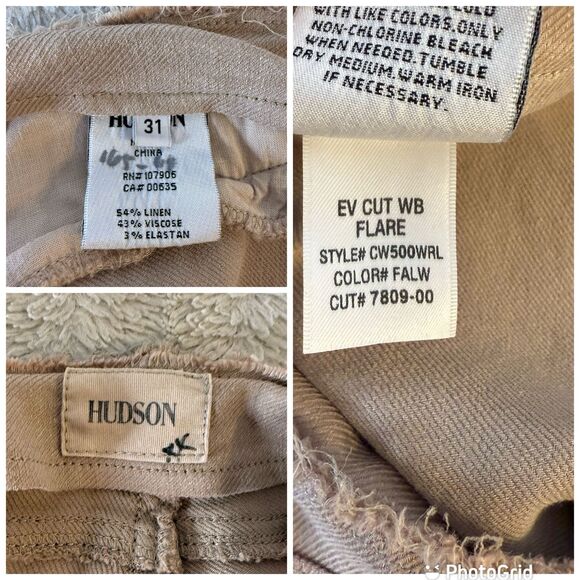 HUDSON
31
CHINA
RN# 107906
CA# 00635
54% LINEN
43% VISCOSE
3% ELASTAN
WITH LIKE COLORS.ONLY
NON-CHLORINE BLEACH
WHEN NEEDED.TUMBLE
DRY MEDIUM.WARM IRON
IF NECESSARY.
EV CUT WB
FLARE
STYLE# CW500WRL
COLOR# FALW
CUT# 7809-00
HUDSON
PhotoGrid